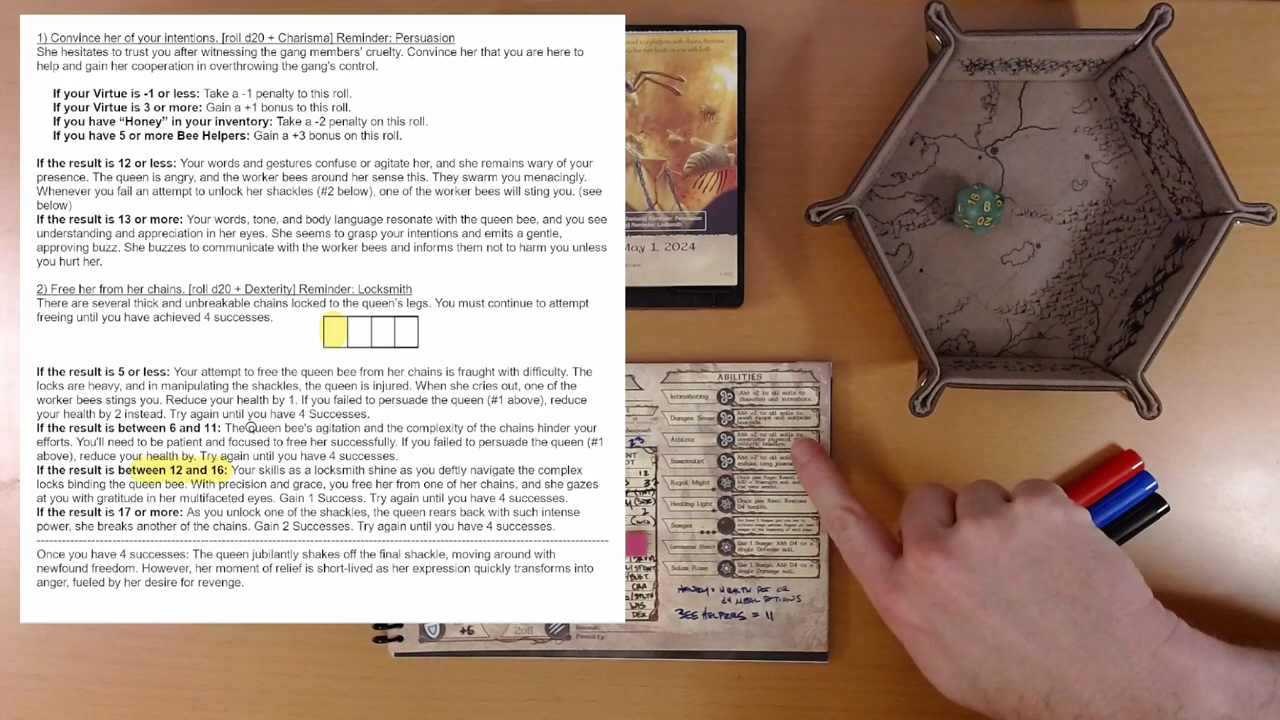 1) Convince her of your intentions. [roll d20 + Charisma] Reminder: Persuasion
She hesitates to trust you after witnessing the gang members' cruelty. Convince her that you are here to
help and gain her cooperation in overthrowing the gang's control.
If your Virtue is -1 or less: Take a -1 penalty to this roll.
If your Virtue is 3 or more: Gain a +1 bonus to this roll.
If you have “Honey” in your inventory: Take a -2 penalty on this roll.
If you have 5 or more Bee Helpers: Gain a +3 bonus on this roll.
If the result is 12 or less: Your words and gestures confuse or agitate her, and she remains wary of your
presence. The queen is angry, and the worker bees around her sense this. They swarm you menacingly.
Whenever you fail an attempt to unlock her shackles (#2 below), one of the worker bees will sting you. (see
below)
If the result is 13 or more: Your words, tone, and body language resonate with the queen bee, and you see
understanding and appreciation in her eyes. She seems to grasp your intentions and emits a gentle,
approving buzz. She buzzes to communicate with the worker bees and informs them not to harm you unless
you hurt her.
2) Free her from her chains. [roll d20 + Dexterity] Reminder: Locksmith
There are several thick and unbreakable chains locked to the queen's legs. You must continue to attempt
freeing until you have achieved 4 successes.
If the result is 5 or less: Your attempt to free the queen bee from her chains is fraught with difficulty. The
locks are heavy, and in manipulating the shackles, the queen is injured. When she cries out, one of the
worker bees stings you. Reduce your health by 1. If you failed to persuade the queen (#1 above), reduce
your health by 2 instead. Try again until you have 4 Successes.
If the result is between 6 and 11: The Queen bee's agitation and the complexity of the chains hinder your
efforts. You'll need to be patient and focused to free her successfully. If you failed to persuade the queen (#1
above), reduce your health by. Try again until you have 4 successes.
If the result is between 12 and 16: Your skills as a locksmith shine as you deftly navigate the complex
locks binding the queen bee. With precision and grace, you free her from one of her chains, and she gazes
at you with gratitude in her multifaceted eyes. Gain 1 Success. Try again until you have 4 successes.
If the result is 17 or more: As you unlock one of the shackles, the queen rears back with such intense
power, she breaks another of the chains. Gain 2 Successes. Try again until you have 4 successes.
Once you have 4 successes: The queen jubilantly shakes off the final shackle, moving around with
newfound freedom. However, her moment of relief is short-lived as her expression quickly transforms into
anger, fueled by her desire for revenge.
May 1, 2024
18
8
20
ABILITIES
Danger Sense
Athlete
Regal Might
Healing Light
Surges
BEE HELPERS = 11
+6
208